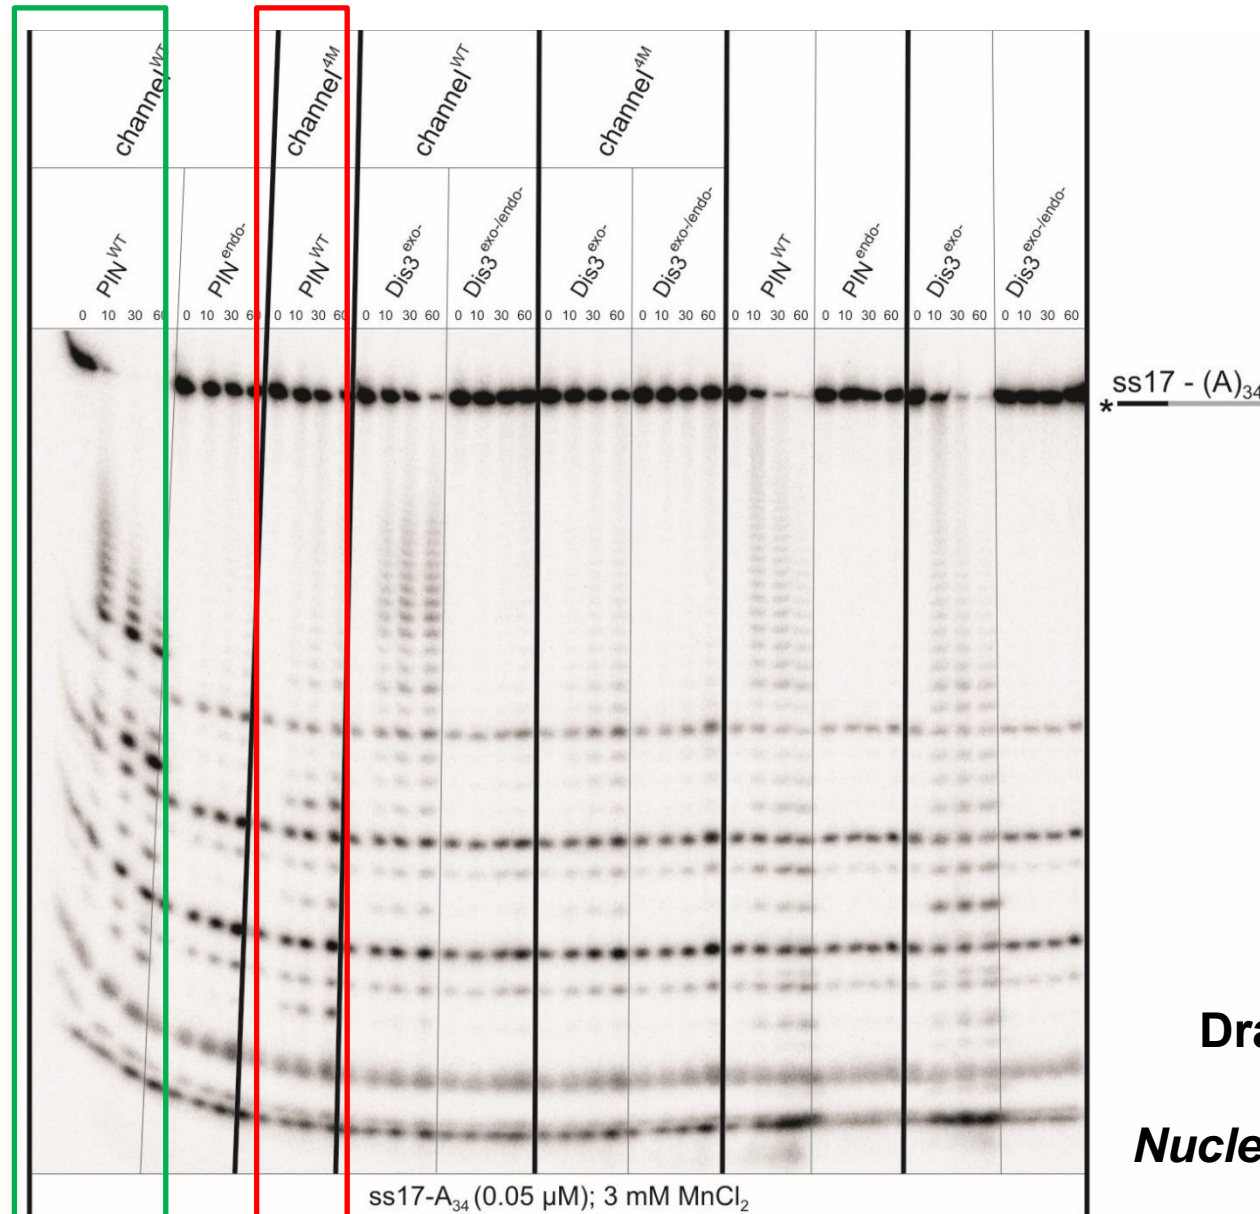 channel^WT channel^4M channel^WT channel^4M
PIN^WT PIN^endo- PIN^WT Dis3^exo- Dis3^exo-/endo- Dis3^exo- Dis3^exo-/endo- PIN^WT PIN^endo- Dis3^exo- Dis3^exo-/endo-
0 10 30 60 0 10 30 60 0 10 30 60 0 10 30 60 0 10 30 60 0 10 30 60 0 10 30 60 0 10 30 60 0 10 30 60 0 10 30 60 0 10 30 60
ss17 - (A)₃₄
*
Dra
Nucle
ss17-A₃₄ (0.05 µM); 3 mM MnCl₂